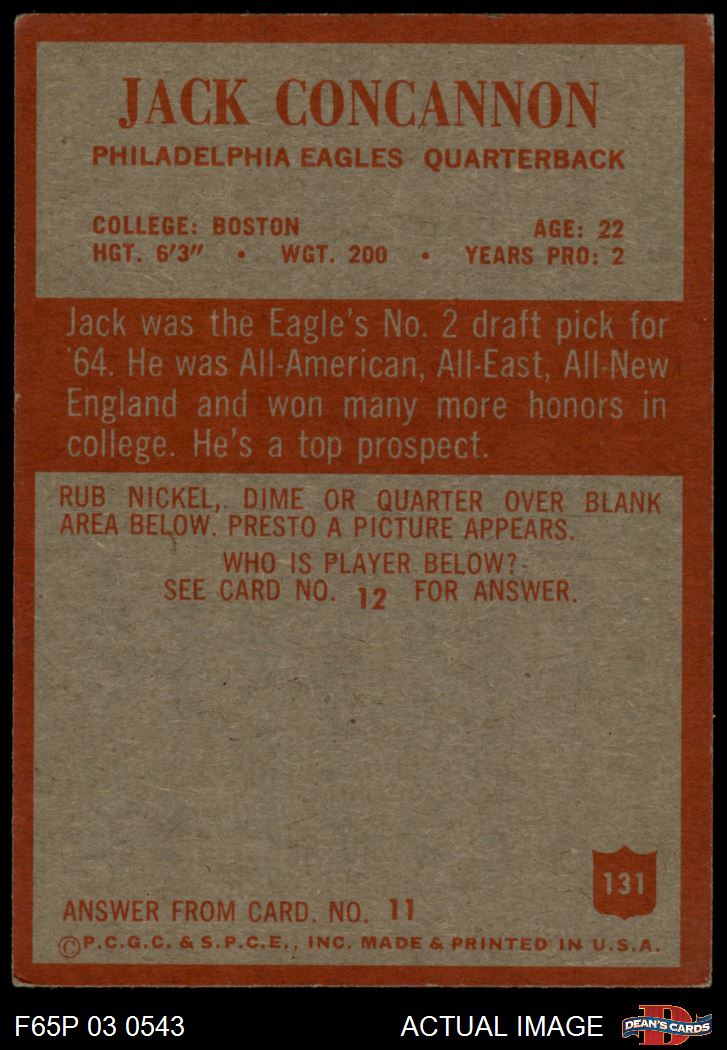 JACK CONCANNON
PHILADELPHIA EAGLES QUARTERBACK
COLLEGE: BOSTON AGE: 22
HGT. 6'3" • WGT. 200 • YEARS PRO: 2
Jack was the Eagle's No. 2 draft pick for
'64. He was All-American, All-East, All-New
England and won many more honors in
college. He's a top prospect.
RUB NICKEL, DIME OR QUARTER OVER BLANK
AREA BELOW. PRESTO A PICTURE APPEARS.
WHO IS PLAYER BELOW?
SEE CARD NO. 12 FOR ANSWER.
131
ANSWER FROM CARD. NO. 11
©P.C.G.C. & S.P.C.E., INC. MADE & PRINTED IN U.S.A.
F65P 03 0543 ACTUAL IMAGE D DEAN'S CARDS